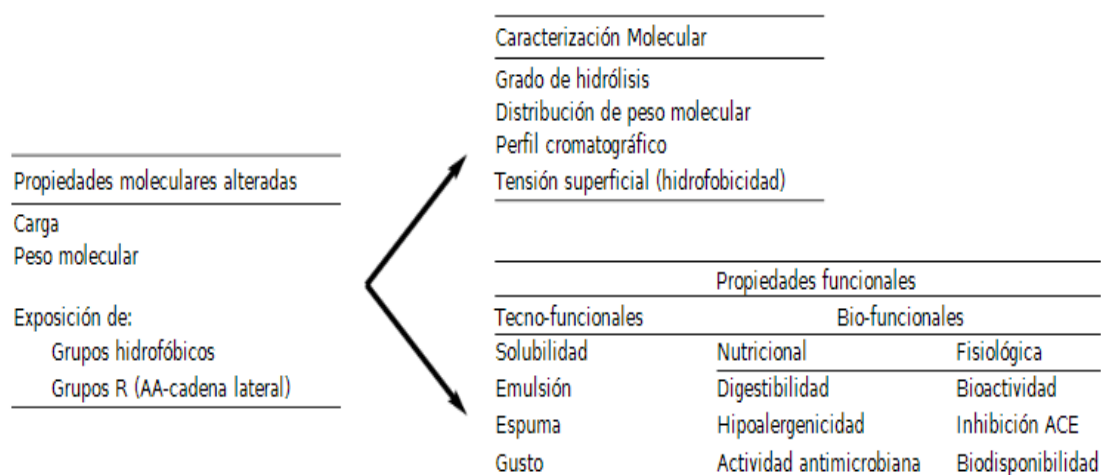 Propiedades moleculares alteradas
Carga
Peso molecular
Exposición de:
Grupos hidrofóbicos
Grupos R (AA-cadena lateral)
Caracterización Molecular
Grado de hidrólisis
Distribución de peso molecular
Perfil cromatográfico
Tensión superficial (hidrofobicidad)
Propiedades funcionales
Tecno-funcionales Bio-funcionales
Solubilidad Nutricional Fisiológica
Emulsión Digestibilidad Bioactividad
Espuma Hipoalergenicidad Inhibición ACE
Gusto Actividad antimicrobiana Biodisponibilidad